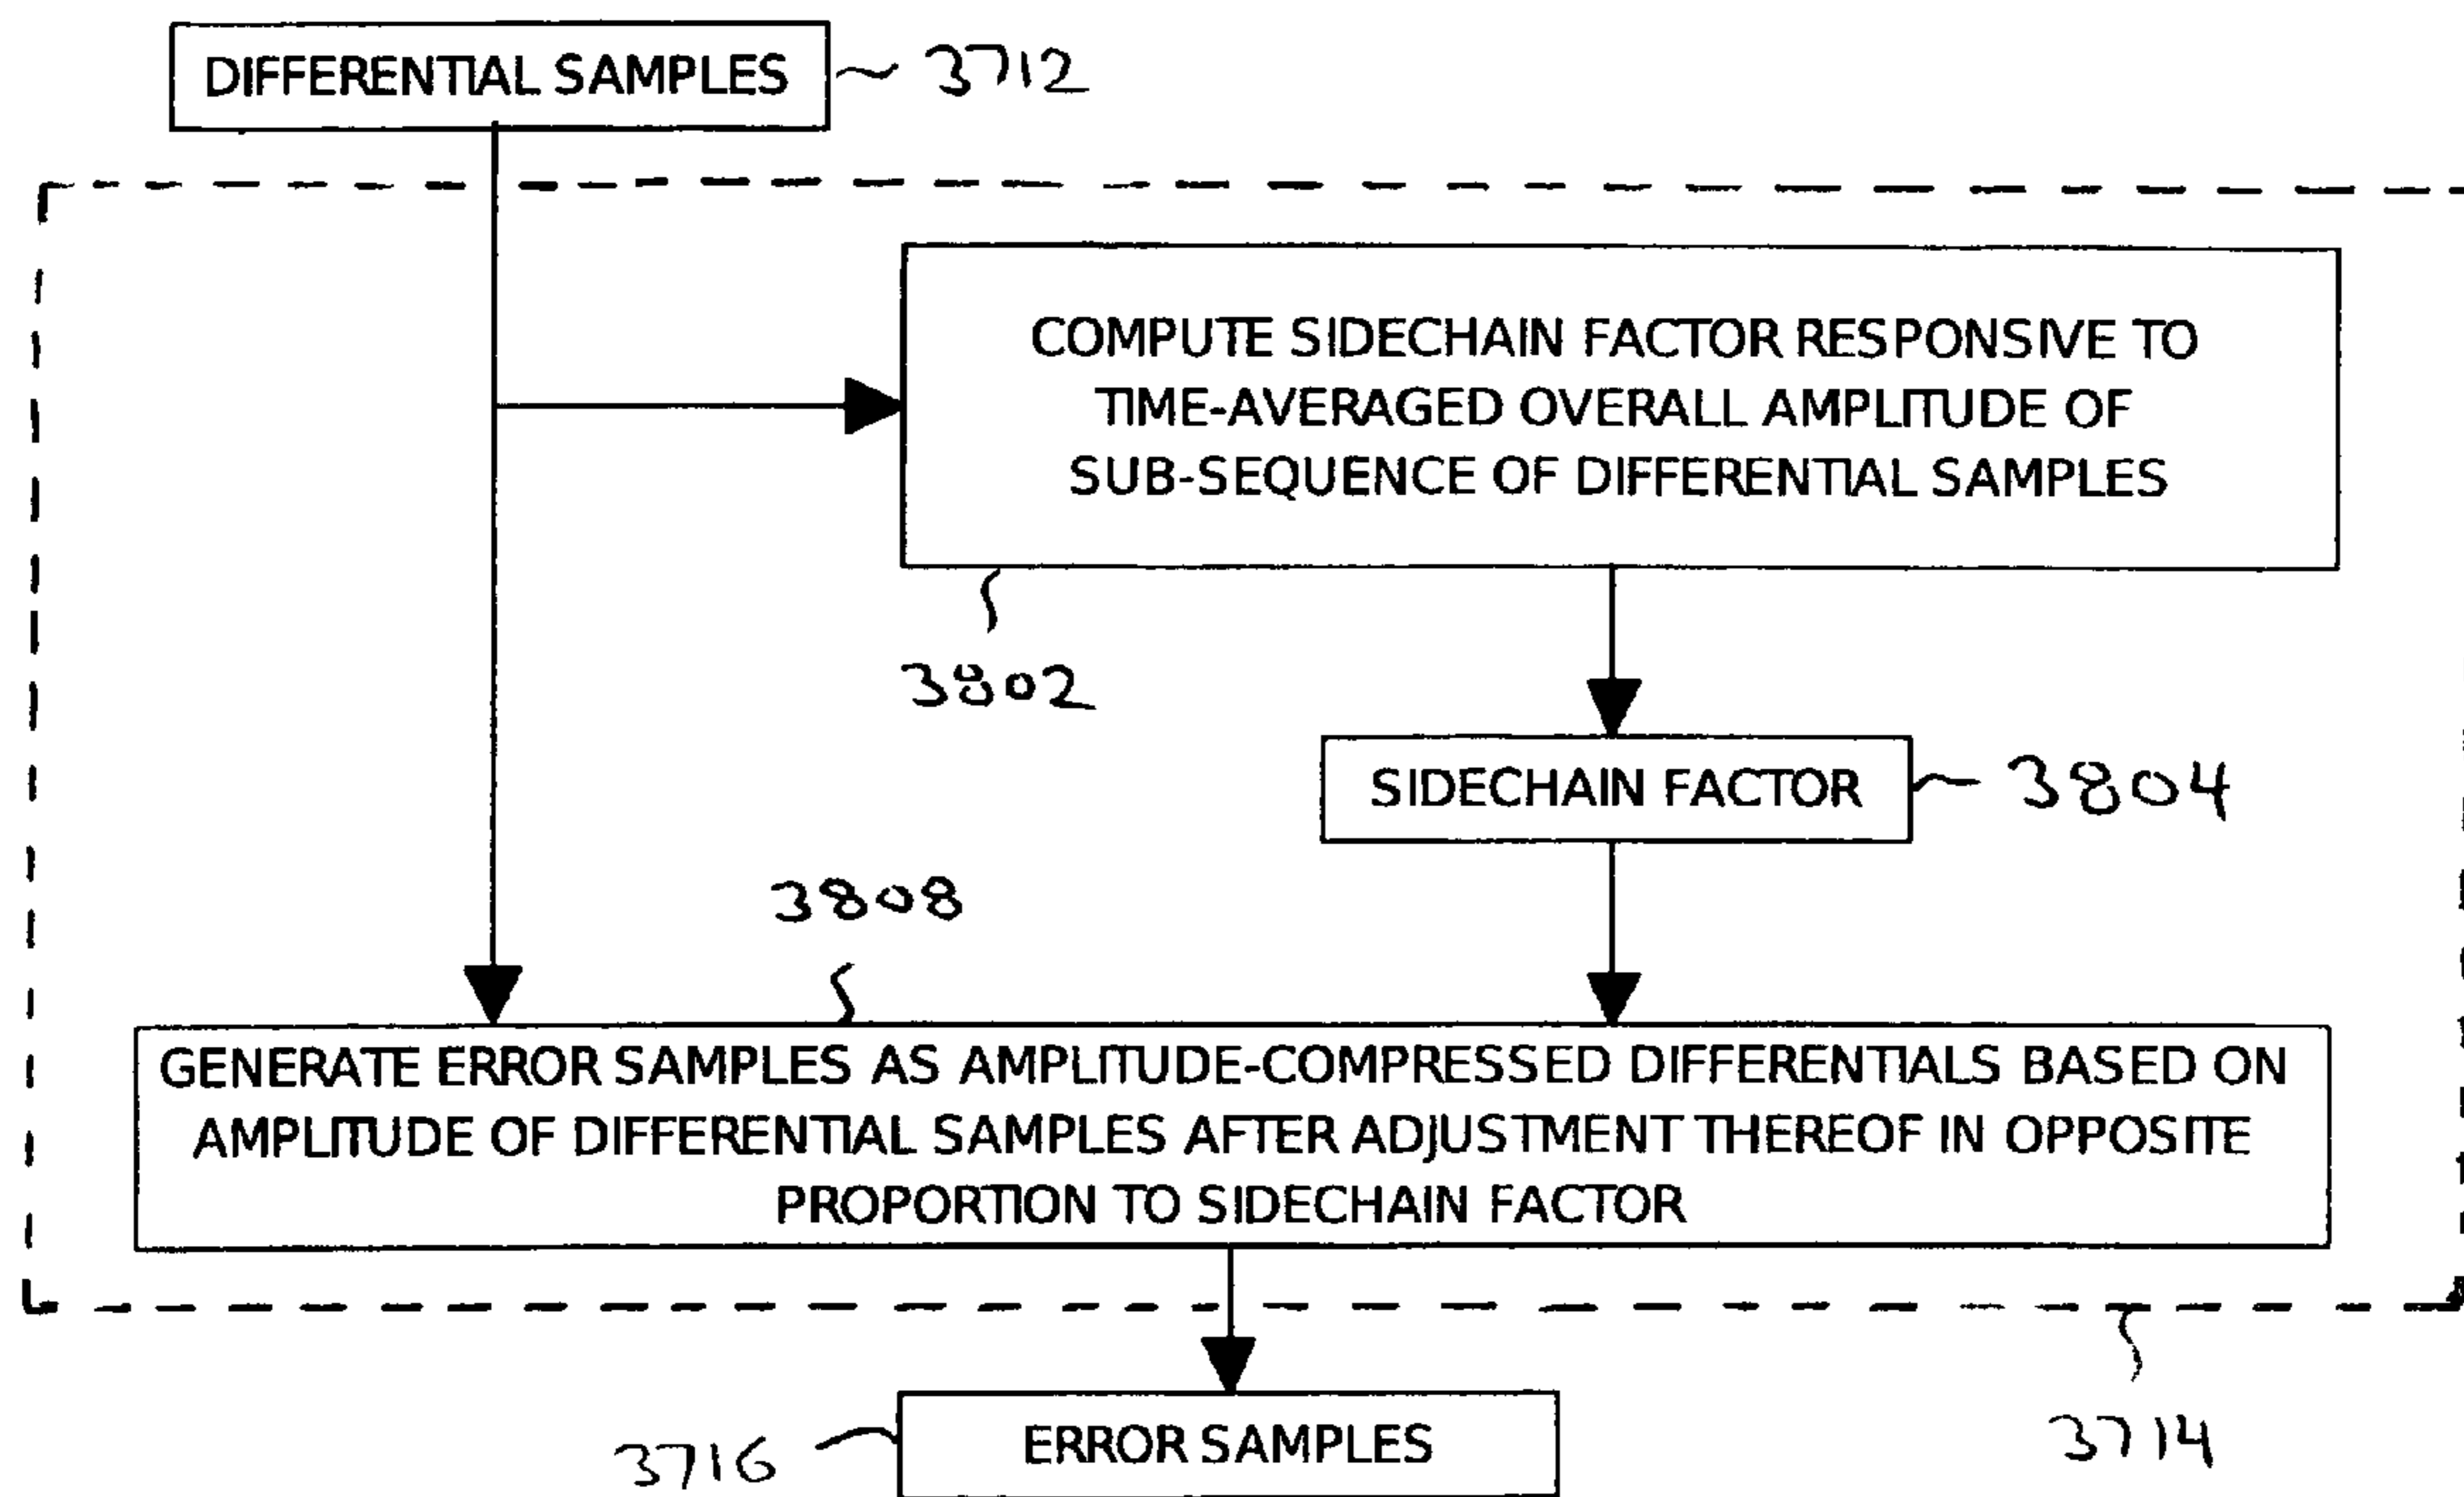 DIFFERENTIAL SAMPLES
3712
COMPUTE SIDECHAIN FACTOR RESPONSIVE TO
TIME-AVERAGED OVERALL AMPLITUDE OF
SUB-SEQUENCE OF DIFFERENTIAL SAMPLES
3802
SIDECHAIN FACTOR
3804
3808
GENERATE ERROR SAMPLES AS AMPLITUDE-COMPRESSED DIFFERENTIALS BASED ON
AMPLITUDE OF DIFFERENTIAL SAMPLES AFTER ADJUSTMENT THEREOF IN OPPOSITE
PROPORTION TO SIDECHAIN FACTOR
3716
ERROR SAMPLES
3714